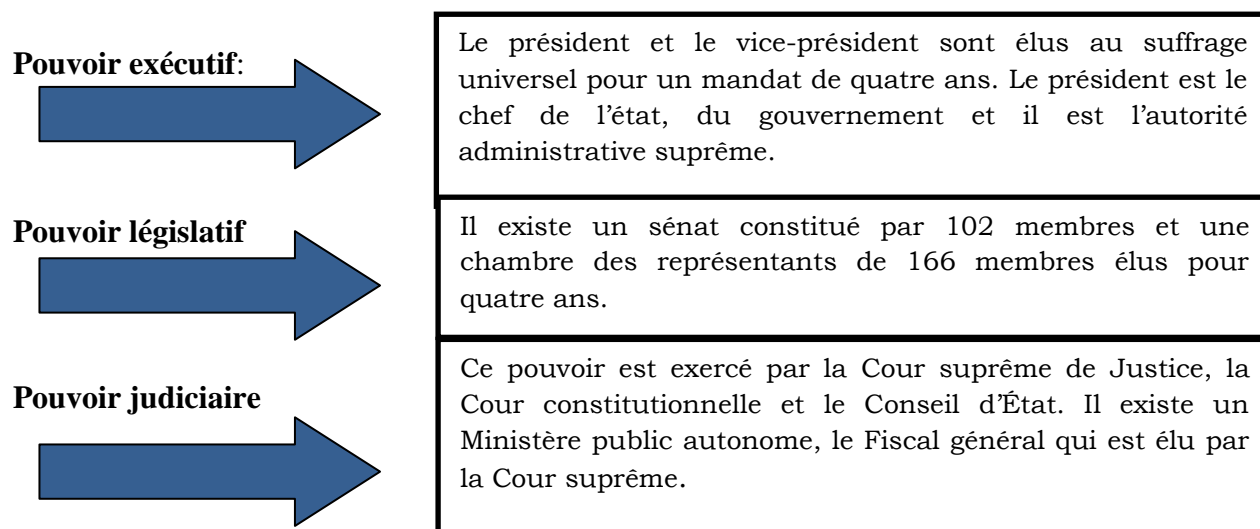 Pouvoir exécutif:
Le président et le vice-président sont élus au suffrage
universel pour un mandat de quatre ans. Le président est le
chef de l’état, du gouvernement et il est l’autorité
administrative suprême.
Pouvoir législatif
Il existe un sénat constitué par 102 membres et une
chambre des représentants de 166 membres élus pour
quatre ans.
Pouvoir judiciaire
Ce pouvoir est exercé par la Cour suprême de Justice, la
Cour constitutionnelle et le Conseil d’État. Il existe un
Ministère public autonome, le Fiscal général qui est élu par
la Cour suprême.